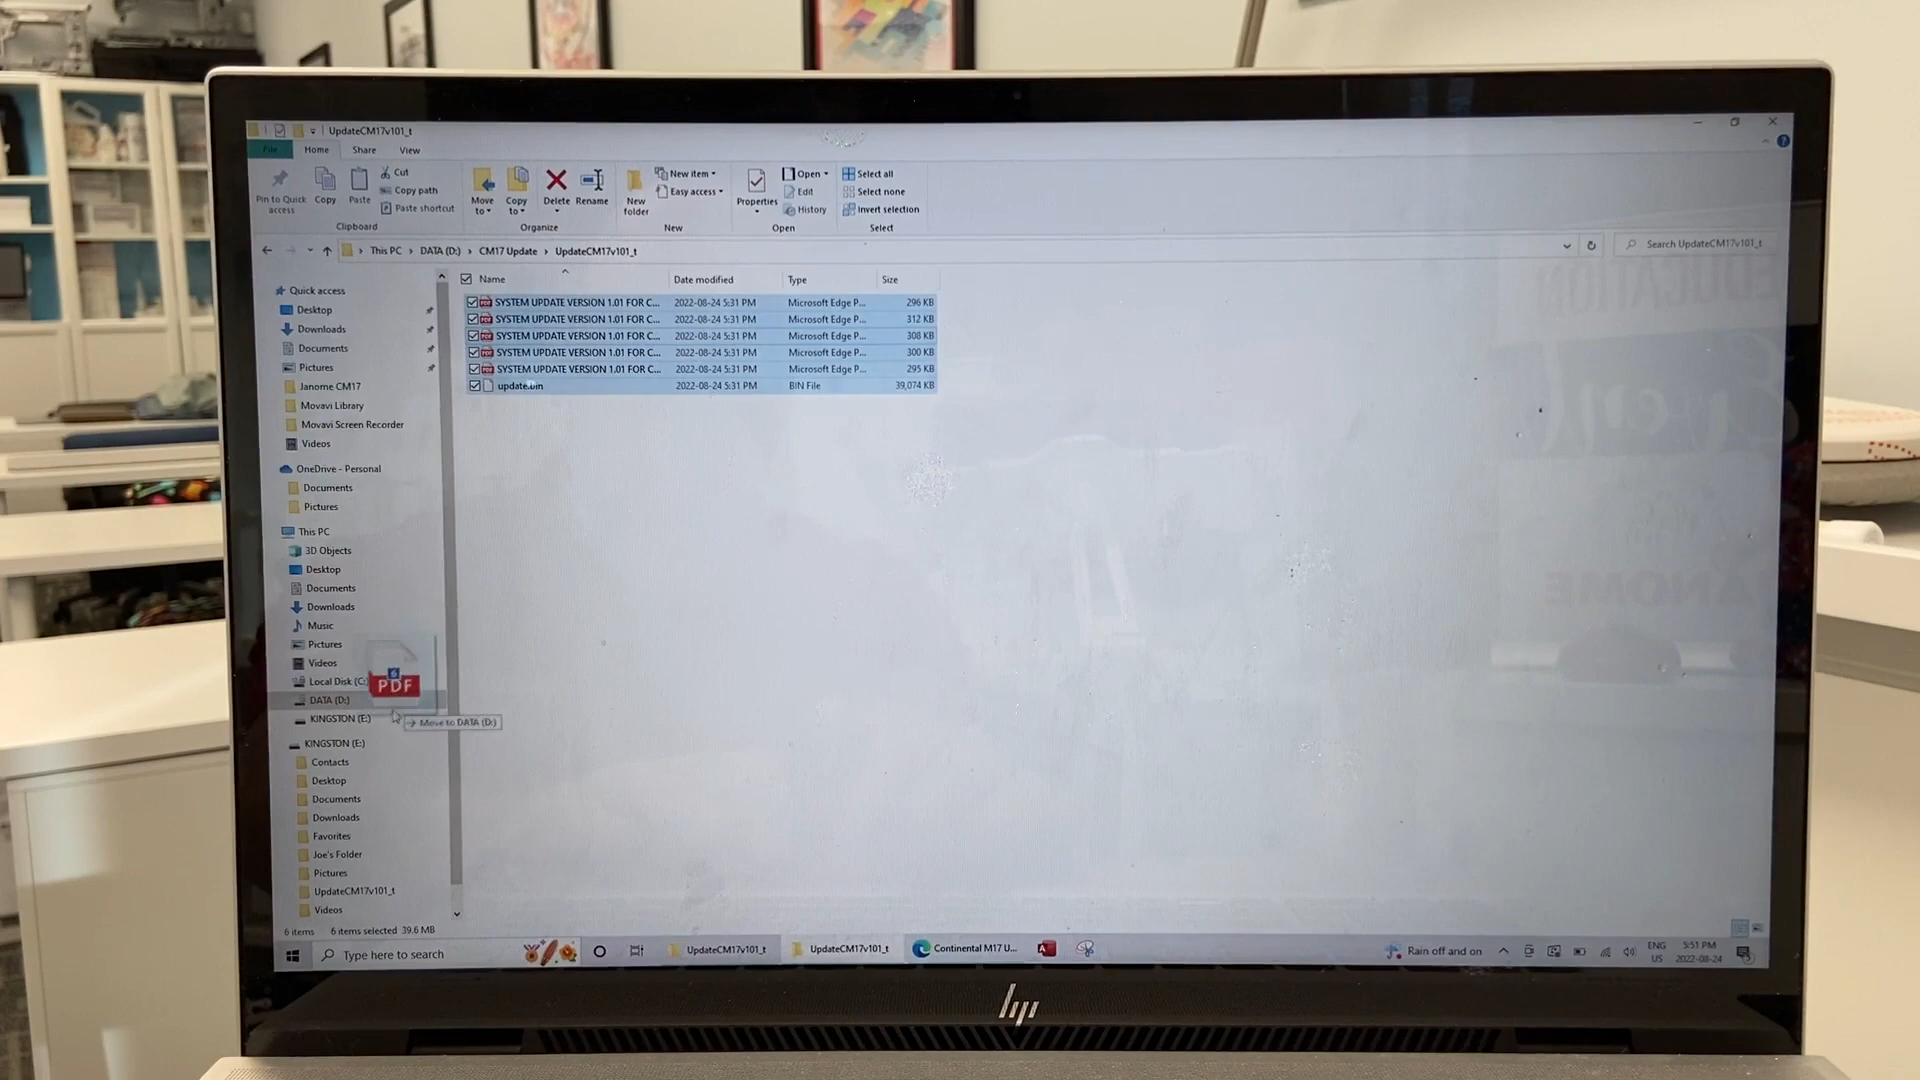 UpdateCM17v101_t
File Home Share View
Pin to Quick access
Copy
Paste
Cut
Copy path
Paste shortcut
Clipboard
Move to
Copy to
Delete
Rename
Organize
New folder
New item
Easy access
New
Properties
Open
Edit
History
Open
Select all
Select none
Invert selection
Select
This PC > DATA (D:) > CM17 Update > UpdateCM17v101_t
Search UpdateCM17v101_t
Name Date modified Type Size
SYSTEM UPDATE VERSION 1.01 FOR C... 2022-08-24 5:31 PM Microsoft Edge P... 296 KB
SYSTEM UPDATE VERSION 1.01 FOR C... 2022-08-24 5:31 PM Microsoft Edge P... 312 KB
SYSTEM UPDATE VERSION 1.01 FOR C... 2022-08-24 5:31 PM Microsoft Edge P... 308 KB
SYSTEM UPDATE VERSION 1.01 FOR C... 2022-08-24 5:31 PM Microsoft Edge P... 300 KB
SYSTEM UPDATE VERSION 1.01 FOR C... 2022-08-24 5:31 PM Microsoft Edge P... 295 KB
update.bin 2022-08-24 5:31 PM BIN File 39,074 KB
Quick access
Desktop
Downloads
Documents
Pictures
Janome CM17
Movavi Library
Movavi Screen Recorder
Videos
OneDrive - Personal
Documents
Pictures
This PC
3D Objects
Desktop
Documents
Downloads
Music
Pictures
Videos
Local Disk (C:)
DATA (D:)
KINGSTON (E:)
6
PDF
Move to DATA (D:)
KINGSTON (E:)
Contacts
Desktop
Documents
Downloads
Favorites
Joe's Folder
Pictures
UpdateCM17v101_t
Videos
6 items 6 items selected 39.6 MB
Type here to search
UpdateCM17v101_t
UpdateCM17v101_t
Continental M17 U...
Rain off and on
ENG
US
5:51 PM
2022-08-24
hp